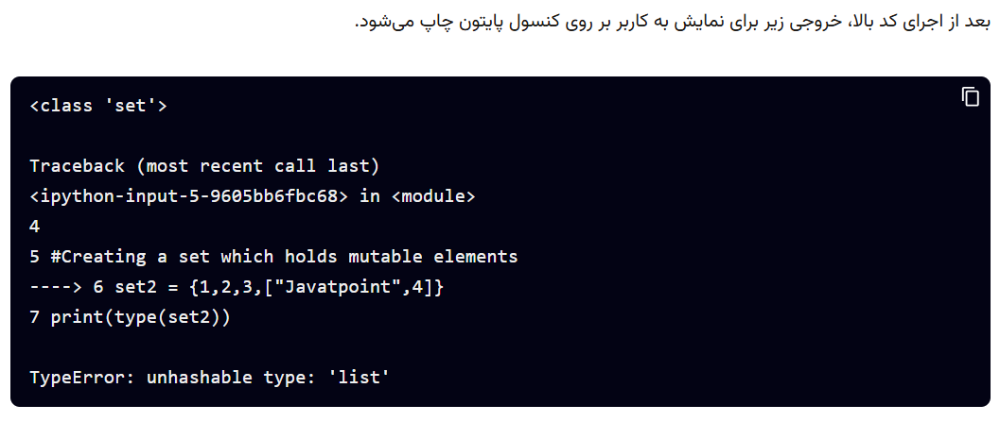 بعد از اجرای کد بالا، خروجی زیر برای نمایش به کاربر بر روی کنسول پایتون چاپ می‌شود.
<class 'set'>
Traceback (most recent call last)
<ipython-input-5-9605bb6fbc68> in <module>
4
5 #Creating a set which holds mutable elements
----> 6 set2 = {1,2,3,["Javatpoint",4]}
7 print(type(set2))
TypeError: unhashable type: 'list'